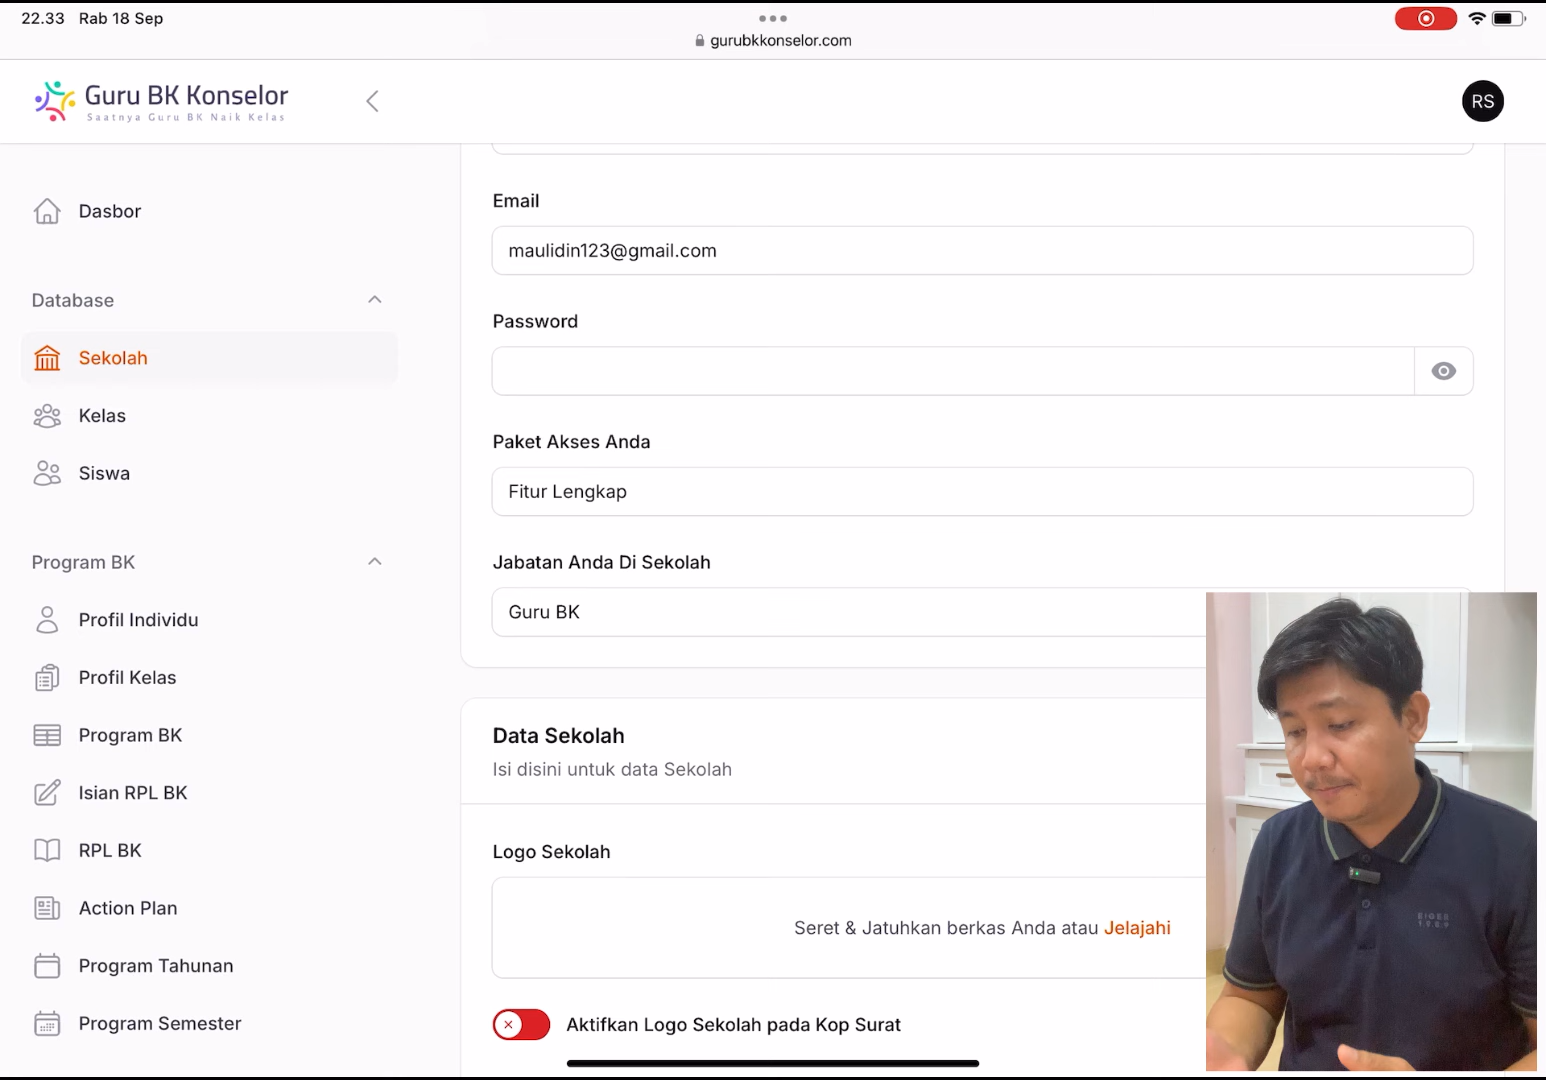 22.33 Rab 18 Sep
gurubkkonselor.com
Guru BK Konselor
Saatnya Guru BK Naik Kelas
RS
Dasbor
Database
Sekolah
Kelas
Siswa
Program BK
Profil Individu
Profil Kelas
Program BK
Isian RPL BK
RPL BK
Action Plan
Program Tahunan
Program Semester
Email
maulidin123@gmail.com
Password
Paket Akses Anda
Fitur Lengkap
Jabatan Anda Di Sekolah
Guru BK
Data Sekolah
Isi disini untuk data Sekolah
Logo Sekolah
Seret & Jatuhkan berkas Anda atau Jelajahi
Aktifkan Logo Sekolah pada Kop Surat